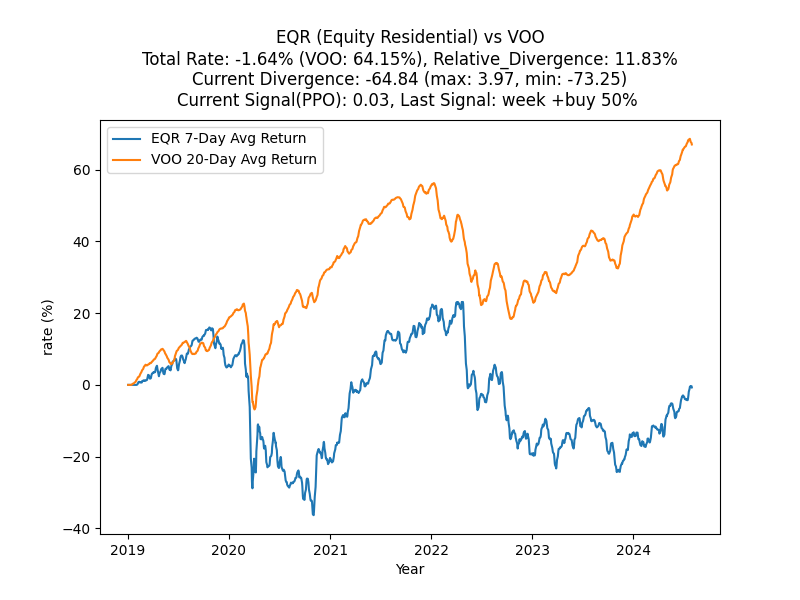 EQR (Equity Residential) vs VOO
Total Rate: -1.64% (VOO: 64.15%), Relative_Divergence: 11.83%
Current Divergence: -64.84 (max: 3.97, min: -73.25)
Current Signal(PPO): 0.03, Last Signal: week +buy 50%
EQR 7-Day Avg Return
VOO 20-Day Avg Return
60
40
20
0
−20
−40
rate (%)
2019 2020 2021 2022 2023 2024
Year